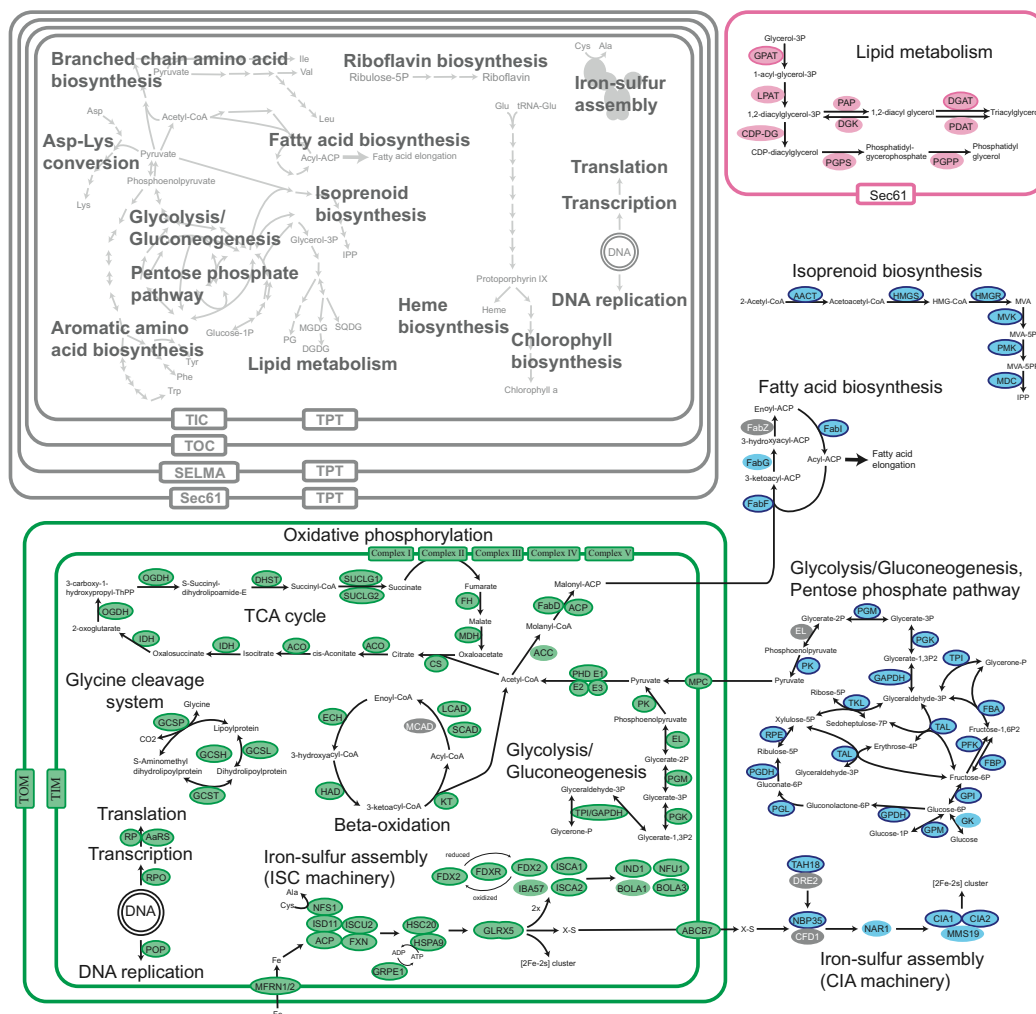 Branched chain amino acid
biosynthesis
Pyruvate
Ile
Val
Leu
Acetyl-CoA
Riboflavin biosynthesis
Ribulose-5P
Riboflavin
Cys
Ala
Iron-sulfur
assembly
Asp
Asp-Lys
conversion
Lys
Pyruvate
Phosphoenolpyruvate
Fatty acid biosynthesis
Acyl-ACP
Fatty acid elongation
Glu
tRNA-Glu
Isoprenoid
biosynthesis
IPP
Glycerol-3P
Glycolysis/
Gluconeogenesis
Pentose phosphate
pathway
Translation
Transcription
DNA
DNA replication
Protoporphyrin IX
Heme
Heme
biosynthesis
Chlorophyll
biosynthesis
Chlorophyll a
Aromatic amino
acid biosynthesis
Tyr
Phe
Trp
Glucose-1P
PG
MGDG
DGDG
SQDG
Lipid metabolism
TIC
TPT
TOC
SELMA
TPT
Sec61
TPT
Lipid metabolism
Glycerol-3P
GPAT
1-acyl-glycerol-3P
LPAT
1,2-diacylglycerol-3P
PAP
DGK
1,2-diacyl glycerol
DGAT
PDAT
Triacylglycerol
CDP-DG
CDP-diacylglycerol
PGPS
Phosphatidyl-
glycerophosphate
PGPP
Phosphatidyl
glycerol
Sec61
Isoprenoid biosynthesis
2-Acetyl-CoA
AACT
Acetoacetyl-CoA
HMGS
HMG-CoA
HMGR
MVA
MVK
MVA-5P
PMK
MVA-5PP
MDC
IPP
Fatty acid biosynthesis
Enoyl-ACP
FabZ
FabI
3-hydroxyacyl-ACP
FabG
Acyl-ACP
Fatty acid
elongation
3-ketoacyl-ACP
FabF
Oxidative phosphorylation
Complex I
Complex II
Complex III
Complex IV
Complex V
3-carboxy-1-
hydroxypropyl-ThPP
OGDH
S-Succinyl-
dihydrolipoamide-E
DHST
Succinyl-CoA
SUCLG1
SUCLG2
Succinate
Fumarate
FH
Malate
MDH
Oxaloacetate
TCA cycle
OGDH
2-oxoglutarate
IDH
Oxalosuccinate
IDH
Isocitrate
ACO
cis-Aconitate
ACO
Citrate
CS
Malonyl-ACP
FabD
ACP
Molanyl-CoA
ACC
Acetyl-CoA
PHD E1
E2
E3
Pyruvate
MPC
Pyruvate
PK
Phosphoenolpyruvate
EL
Glycerate-2P
PGM
Glycerate-3P
PGK
Glycerate-1,3P2
Glyceraldehyde-3P
TPI/GAPDH
Glycerone-P
Glycolysis/
Gluconeogenesis
Glycine cleavage
system
Glycine
GCSP
CO2
Lipoylprotein
GCSH
GCSL
S-Aminomethyl
dihydrolipoylprotein
Dihydrolipoylprotein
GCST
Enoyl-CoA
ECH
MCAD
LCAD
SCAD
3-hydroxyacyl-CoA
Acyl-CoA
HAD
3-ketoacyl-CoA
KT
Beta-oxidation
TOM
TIM
Translation
RP
AaRS
Transcription
RPO
DNA
POP
DNA replication
Iron-sulfur assembly
(ISC machinery)
Ala
Cys
NFS1
ISD11
ISCU2
ACP
FXN
Fe
MFRN1/2
HSC20
HSPA9
ADP
ATP
GRPE1
reduced
FDX2
FDXR
FDX2
oxidized
ISCA1
IBA57
ISCA2
IND1
NFU1
BOLA1
BOLA3
GLRX5
2x
X-S
[2Fe-2s] cluster
ABCB7
X-S
Glycolysis/Gluconeogenesis,
Pentose phosphate pathway
Glycerate-2P
PGM
Glycerate-3P
EL
Phosphoenolpyruvate
PK
PGK
Glycerate-1,3P2
GAPDH
TPI
Glycerone-P
Glyceraldehyde-3P
Ribose-5P
TKL
FBA
Xylulose-5P
Sedoheptulose-7P
TAL
Fructose-1,6P2
RPE
Ribulose-5P
TAL
Erythrose-4P
PFK
FBP
PGDH
Glyceraldehyde-3P
Fructose-6P
Gluconate-6P
GPI
PGL
Gluconolactone-6P
GPDH
Glucose-6P
GPM
GK
Glucose-1P
Glucose
TAH18
DRE2
NBP35
CFD1
NAR1
[2Fe-2s] cluster
CIA1
CIA2
MMS19
Iron-sulfur assembly
(CIA machinery)